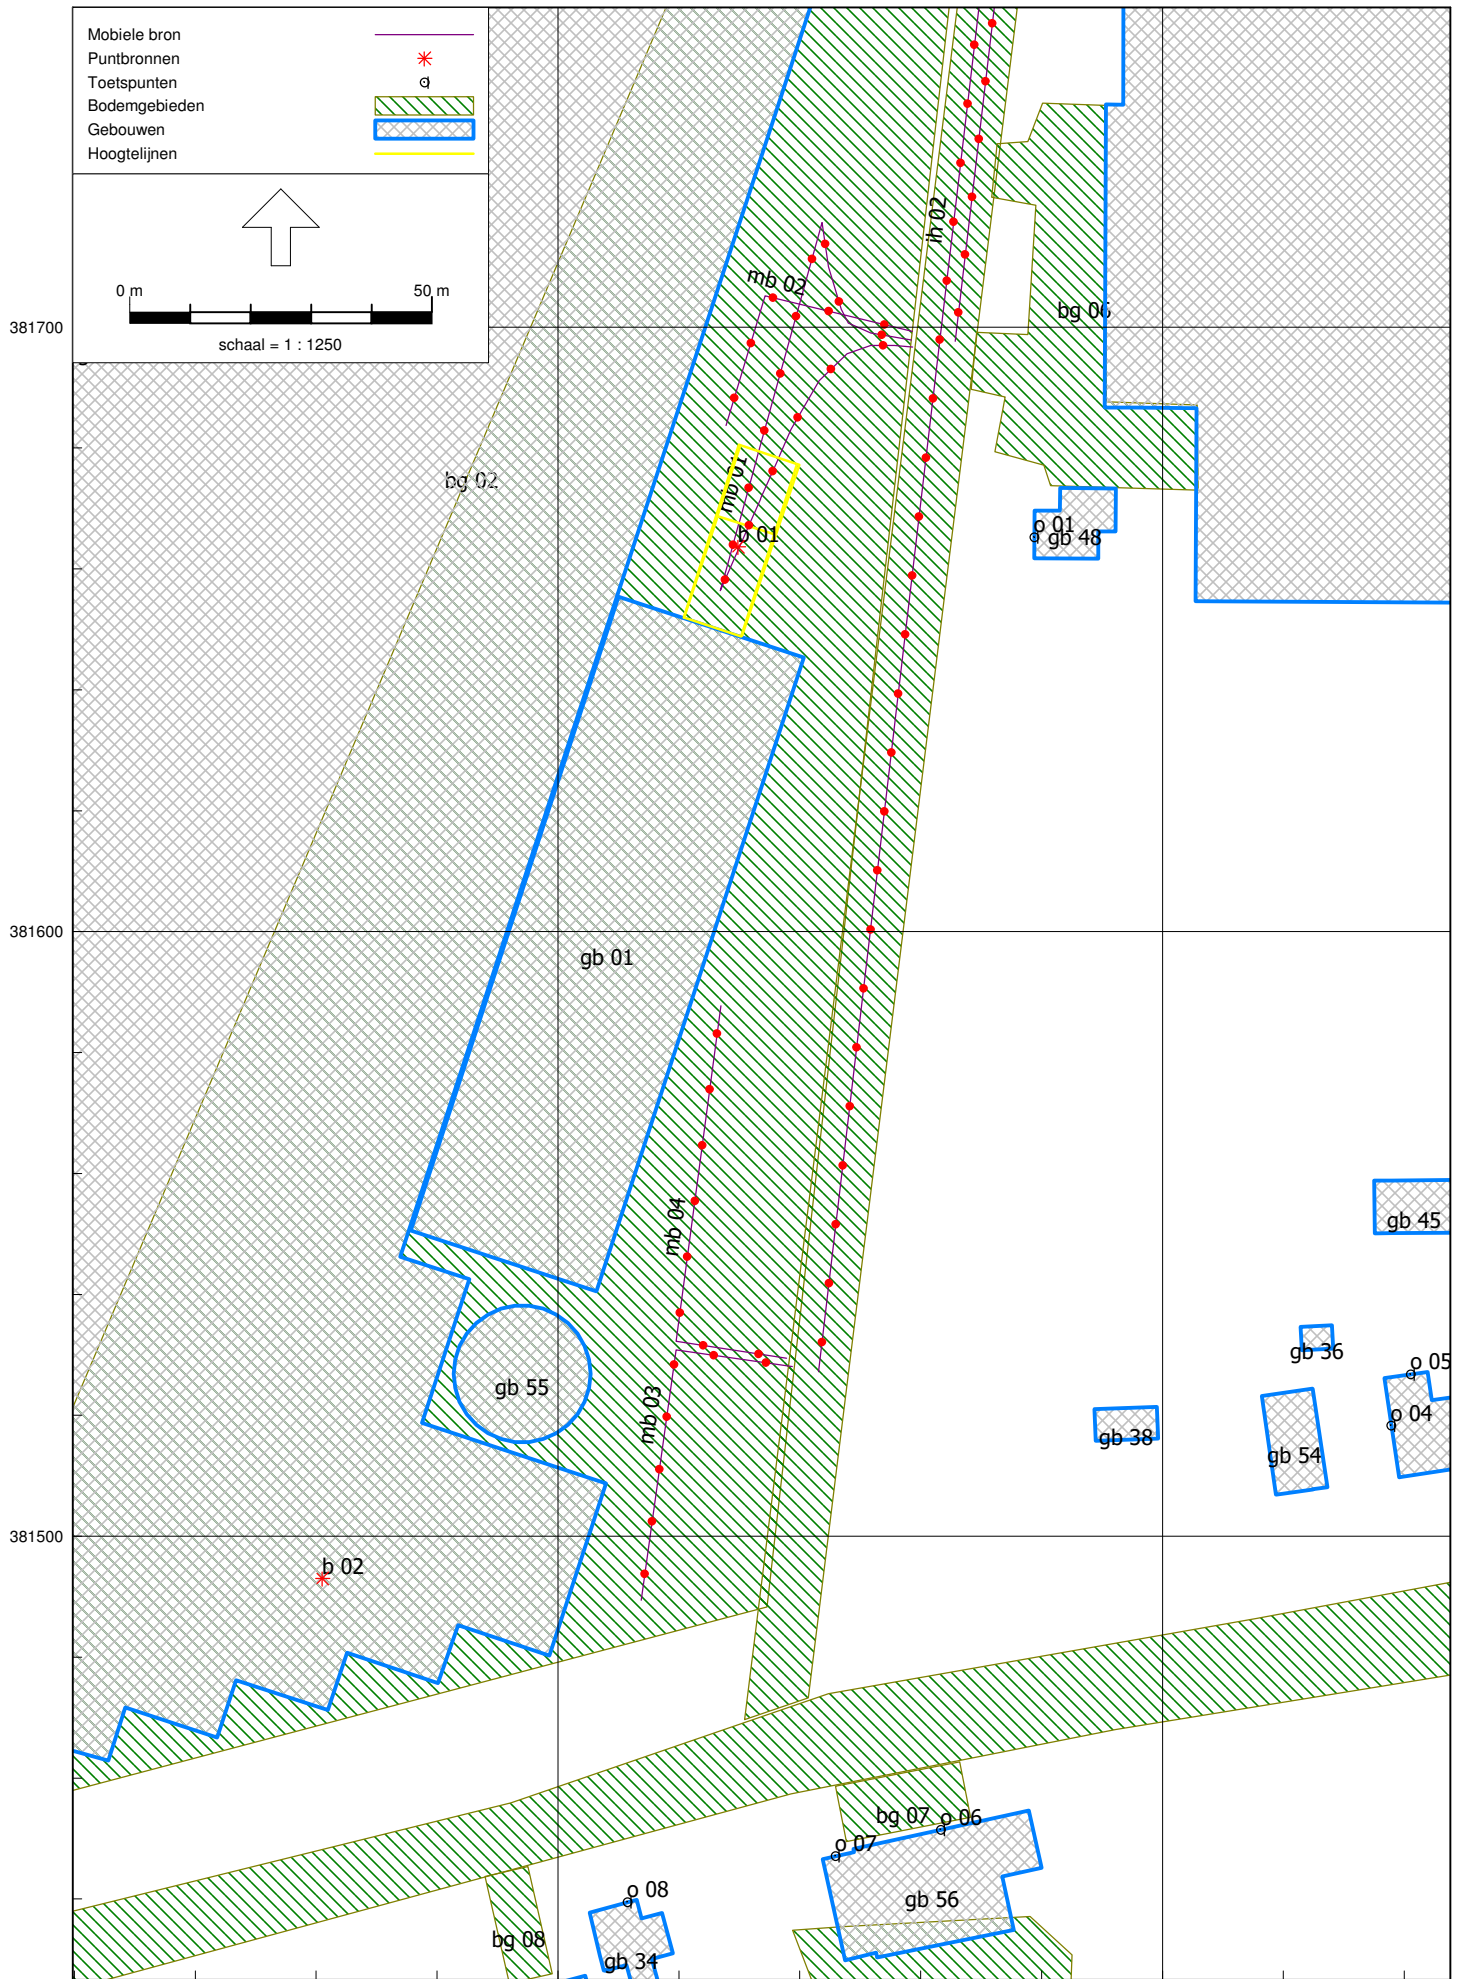 Mobiele bron
Puntbronnen
Toetspunten
Bodemgebieden
Gebouwen
Hoogtelijnen
0 m 50 m
schaal = 1 : 1250
381700
381600
381500
ih 02
mb 02
bg 06
bg 02
mb 01
b 01
o 01
gb 48
gb 01
mb 04
gb 45
gb 36
o 05
gb 55
mb 03
o 04
gb 38
gb 54
b 02
bg 07
o 06
o 07
o 08
gb 56
bg 08
gb 34